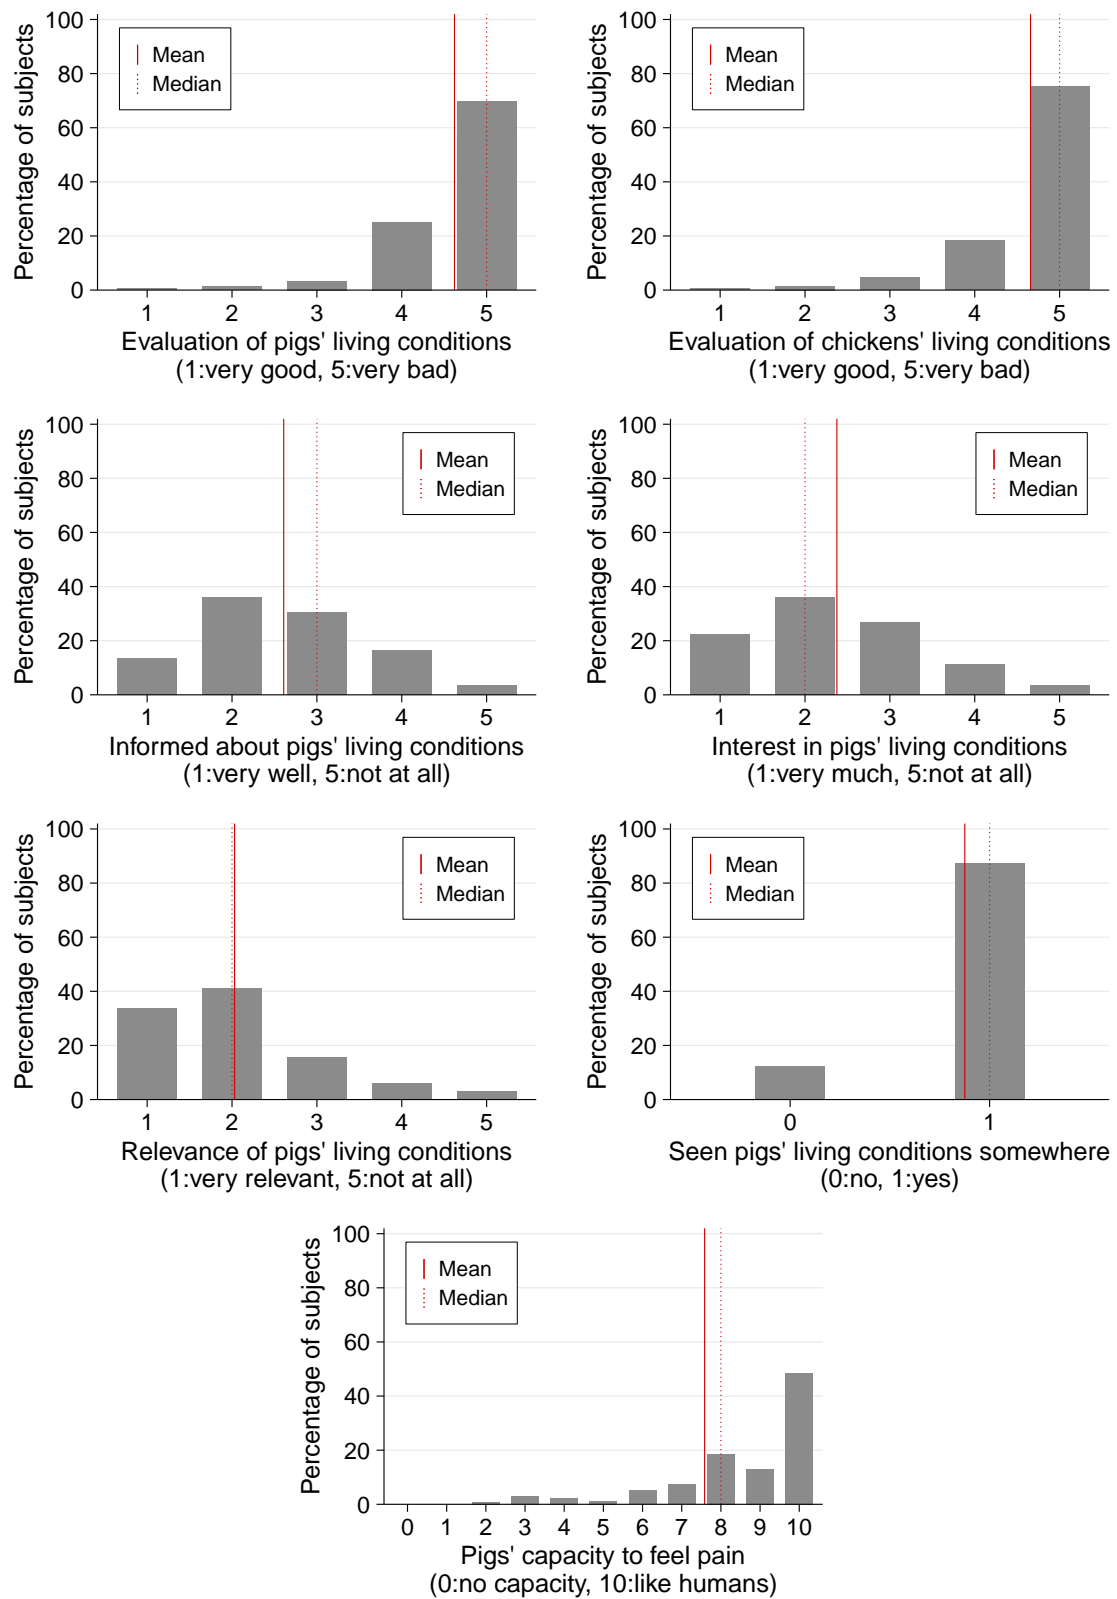 Percentage of subjects
100
80
60
40
20
0
Mean
Median
1 2 3 4 5
Evaluation of pigs' living conditions
(1:very good, 5:very bad)
Percentage of subjects
100
80
60
40
20
0
Mean
Median
1 2 3 4 5
Evaluation of chickens' living conditions
(1:very good, 5:very bad)
Percentage of subjects
100
80
60
40
20
0
Mean
Median
1 2 3 4 5
Informed about pigs' living conditions
(1:very well, 5:not at all)
Percentage of subjects
100
80
60
40
20
0
Mean
Median
1 2 3 4 5
Interest in pigs' living conditions
(1:very much, 5:not at all)
Percentage of subjects
100
80
60
40
20
0
Mean
Median
1 2 3 4 5
Relevance of pigs' living conditions
(1:very relevant, 5:not at all)
Percentage of subjects
100
80
60
40
20
0
Mean
Median
0 1
Seen pigs' living conditions somewhere
(0:no, 1:yes)
Percentage of subjects
100
80
60
40
20
0
Mean
Median
0 1 2 3 4 5 6 7 8 9 10
Pigs' capacity to feel pain
(0:no capacity, 10:like humans)